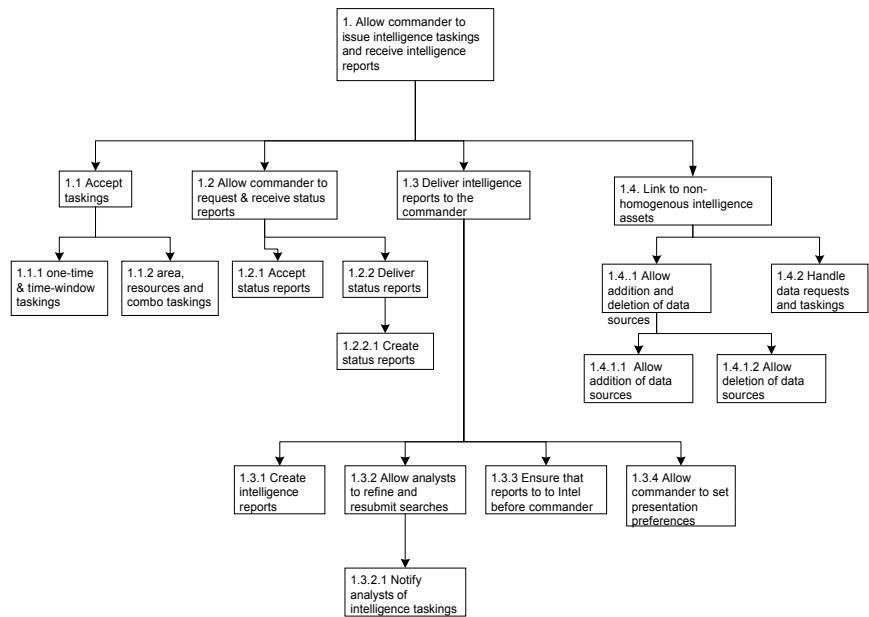 1. Allow commander to
issue intelligence taskings
and receive intelligence
reports
1.1 Accept
taskings
1.2 Allow commander to
request & receive status
reports
1.3 Deliver intelligence
reports to the
commander
1.4. Link to non-
homogenous intelligence
assets
1.1.1 one-time
& time-window
taskings
1.1.2 area,
resources and
combo taskings
1.2.1 Accept
status reports
1.2.2 Deliver
status reports
1.2.2.1 Create
status reports
1.4..1 Allow
addition and
deletion of data
sources
1.4.2 Handle
data requests
and taskings
1.4.1.1 Allow
addition of data
sources
1.4.1.2 Allow
deletion of data
sources
1.3.1 Create
intelligence
reports
1.3.2 Allow analysts
to refine and
resubmit searches
1.3.3 Ensure that
reports to to Intel
before commander
1.3.4 Allow
commander to set
presentation
preferences
1.3.2.1 Notify
analysts of
intelligence taskings